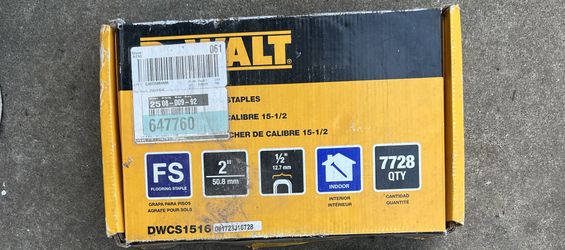 DEWALT
061
2508-009-92
647760
STAPLES
CALIBRE 15-1/2
CHER DE CALIBRE 15-1/2
FS
FLOORING STAPLE
GRAPA PARA PISOS
AGRAFE POUR SOLS
2"
50.8 mm
½"
12.7 mm
INDOOR
INTERIOR
INTÉRIEUR
7728
QTY
CANTIDAD
QUANTITÉ
DWCS1516